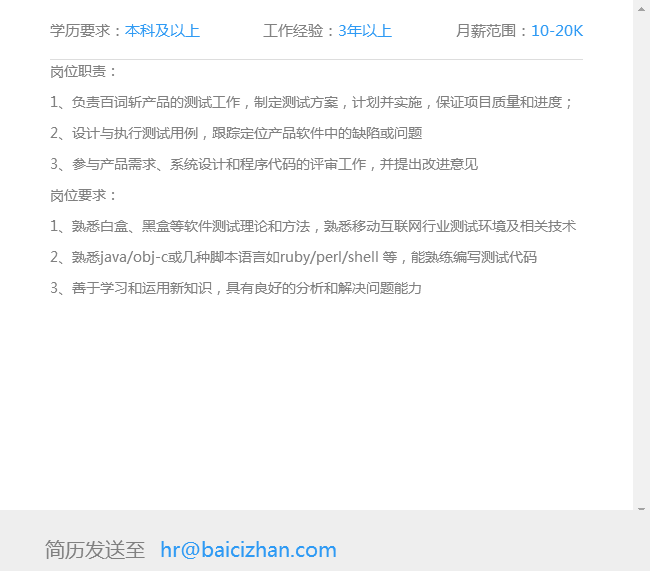 学历要求：本科及以上 工作经验：3年以上 月薪范围：10-20K
岗位职责：
1、负责百词斩产品的测试工作，制定测试方案，计划并实施，保证项目质量和进度；
2、设计与执行测试用例，跟踪定位产品软件中的缺陷或问题
3、参与产品需求、系统设计和程序代码的评审工作，并提出改进意见
岗位要求：
1、熟悉白盒、黑盒等软件测试理论和方法，熟悉移动互联网行业测试环境及相关技术
2、熟悉java/obj-c或几种脚本语言如ruby/perl/shell 等，能熟练编写测试代码
3、善于学习和运用新知识，具有良好的分析和解决问题能力
简历发送至 hr@baicizhan.com